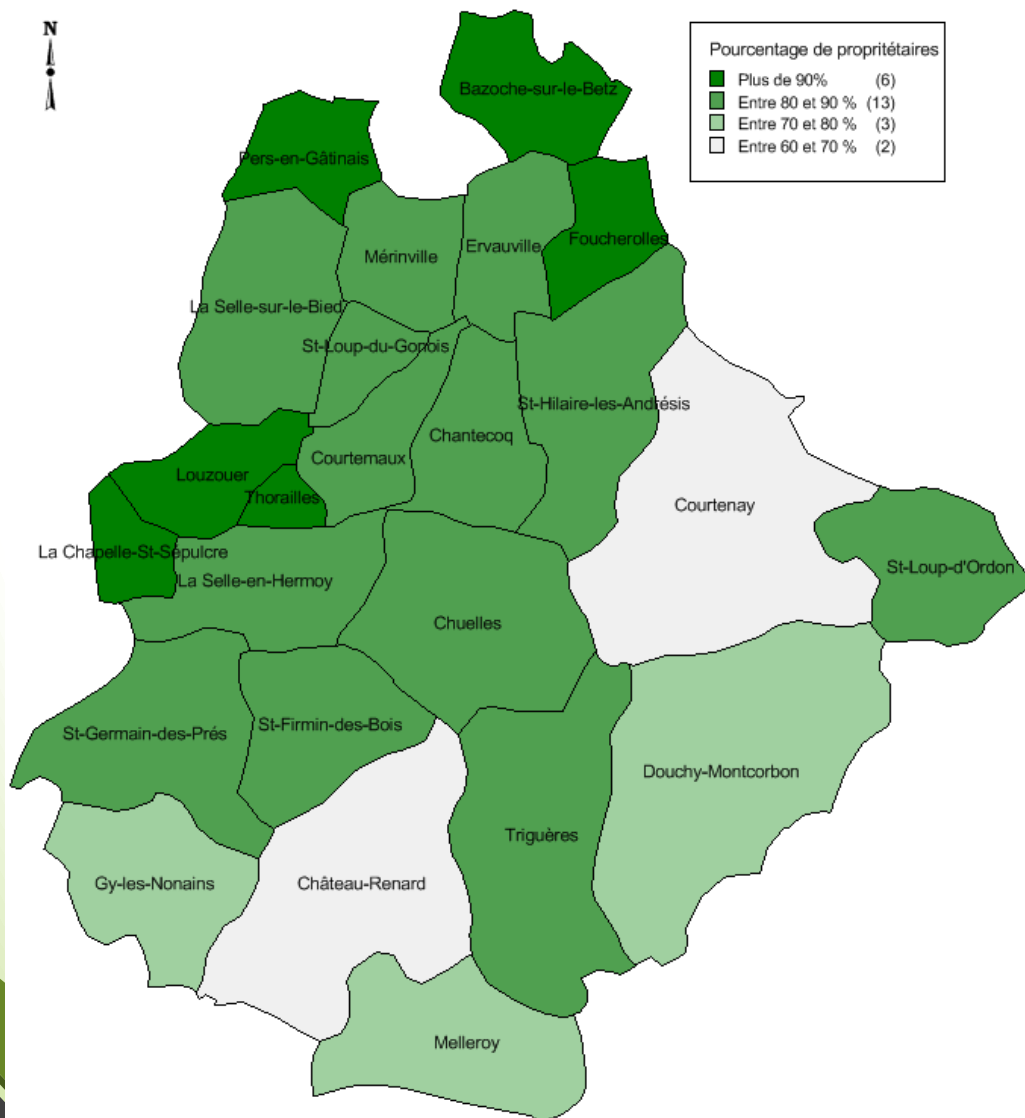 N
Pourcentage de propritétaires
Plus de 90% (6)
Entre 80 et 90 % (13)
Entre 70 et 80 % (3)
Entre 60 et 70 % (2)
Bazoche-sur-le-Betz
Pers-en-Gâtinais
Foucherolles
Ervauville
Mérinville
La Selle-sur-le-Bied
St-Loup-du-Gonois
St-Hilaire-les-Andrésis
Chantecoq
Courtemaux
Louzouer
Thorailles
Courtenay
La Chapelle-St-Sépulcre
St-Loup-d'Ordon
La Selle-en-Hermoy
Chuelles
St-Firmin-des-Bois
St-Germain-des-Prés
Douchy-Montcorbon
Triguères
Gy-les-Nonains
Château-Renard
Melleroy